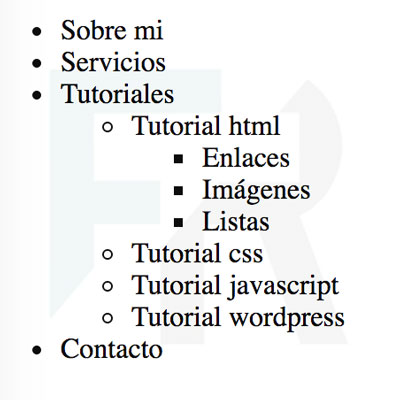 Sobre mi
Servicios
Tutoriales
Tutorial html
Enlaces
Imágenes
Listas
Tutorial css
Tutorial javascript
Tutorial wordpress
Contacto